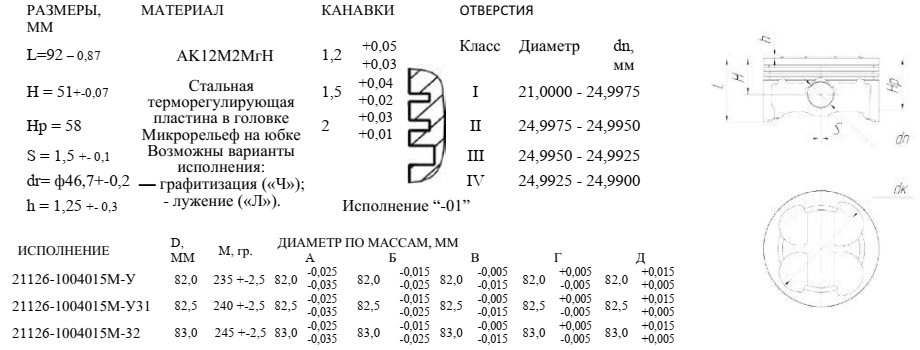 РАЗМЕРЫ, ММ
L=92 – 0,87
H = 51+-0,07
Hp = 58
S = 1,5 +- 0,1
dr= ф46,7+-0,2
h = 1,25 +- 0,3
МАТЕРИАЛ
AK12M2MгH
Стальная
терморегулирующая
пластина в головке
Микрорельеф на юбке
Возможны варианты
исполнения:
— графитизация («Ч»);
- лужение («Л»).
КАНАВКИ
1,2 +0,05 +0,03
1,5 +0,04 +0,02
2 +0,03 +0,01
Исполнение “-01”
ОТВЕРСТИЯ
Класс Диаметр dn, мм
I 21,0000 - 24,9975
II 24,9975 - 24,9950
III 24,9950 - 24,9925
IV 24,9925 - 24,9900
h
L
H
Hp
S
dn
dк
ИСПОЛНЕНИЕ D, ММ М, гр. ДИАМЕТР ПО МАССАМ, ММ
А Б В Г Д
21126-1004015М-У 82,0 235 +-2,5 82,0 -0,025 -0,035 82,0 -0,015 -0,025 82,0 -0,005 -0,015 82,0 +0,005 -0,005 82,0 +0,015 +0,005
21126-1004015М-У31 82,5 240 +-2,5 82,5 -0,025 -0,035 82,5 -0,015 -0,025 82,5 -0,005 -0,015 82,5 +0,005 -0,005 82,5 +0,015 +0,005
21126-1004015М-32 83,0 245 +-2,5 83,0 -0,025 -0,035 83,0 -0,015 -0,025 83,0 -0,005 -0,015 83,0 +0,005 -0,005 83,0 +0,015 +0,005